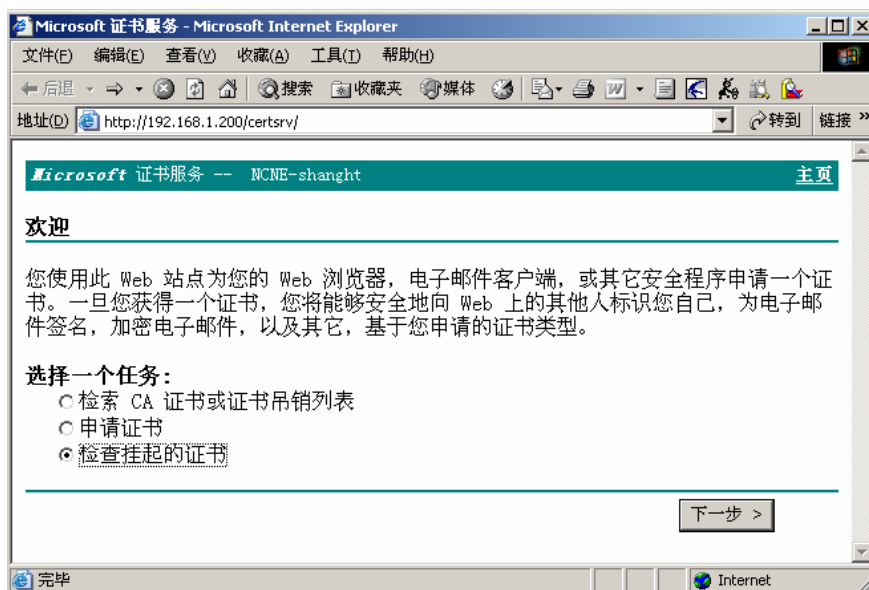 Microsoft 证书服务 - Microsoft Internet Explorer
文件(F) 编辑(E) 查看(V) 收藏(A) 工具(T) 帮助(H)
后退 搜索 收藏夹 媒体
地址(D) http://192.168.1.200/certsrv/ 转到 链接 »
Microsoft 证书服务 -- NCNE-shanght 主页
欢迎
您使用此 Web 站点为您的 Web 浏览器，电子邮件客户端，或其它安全程序申请一个证
书。一旦您获得一个证书，您将能够安全地向 Web 上的其他人标识您自己，为电子邮
件签名，加密电子邮件，以及其它，基于您申请的证书类型。
选择一个任务:
检索 CA 证书或证书吊销列表
申请证书
检查挂起的证书
下一步 >
完毕 Internet